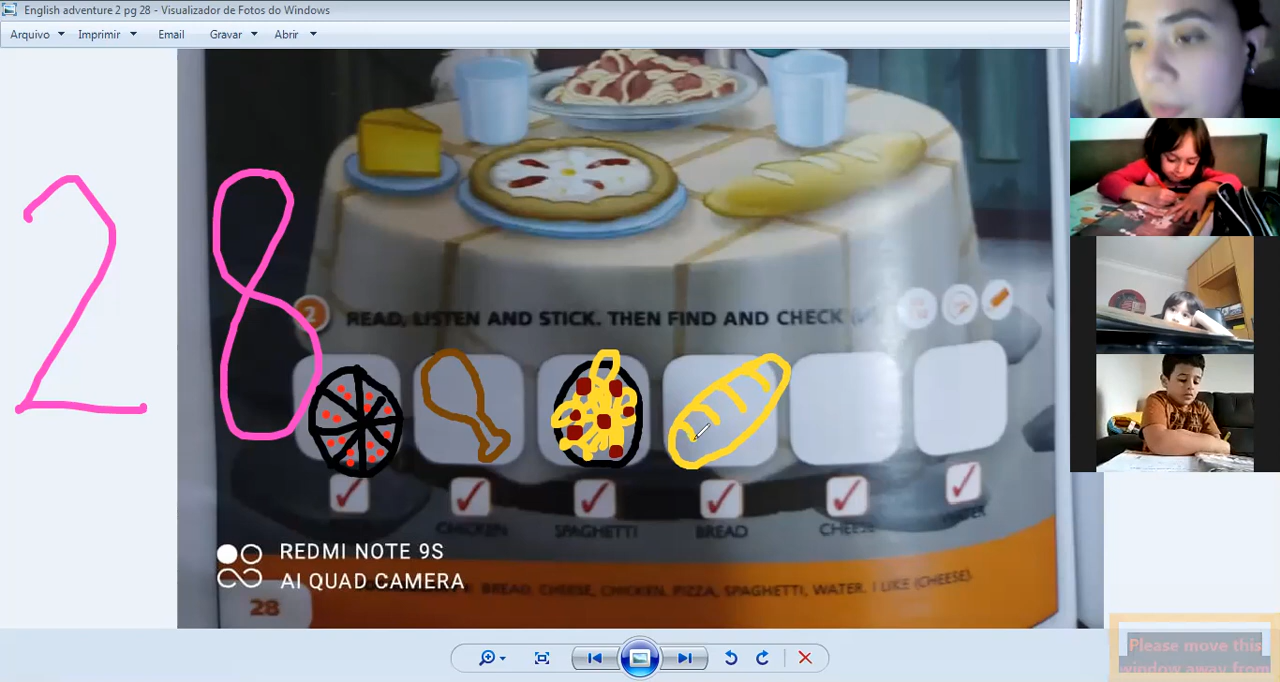 English adventure 2 pg 28 - Visualizador de Fotos do Windows
Arquivo Imprimir Email Gravar Abrir
28
2 READ, LISTEN AND STICK. THEN FIND AND CHECK
CHICKEN SPAGHETTI BREAD CHEESE
REDMI NOTE 9S
AI QUAD CAMERA
BREAD, CHEESE, CHICKEN, PIZZA, SPAGHETTI, WATER. I LIKE (CHEESE).
28
Please move this
window away from